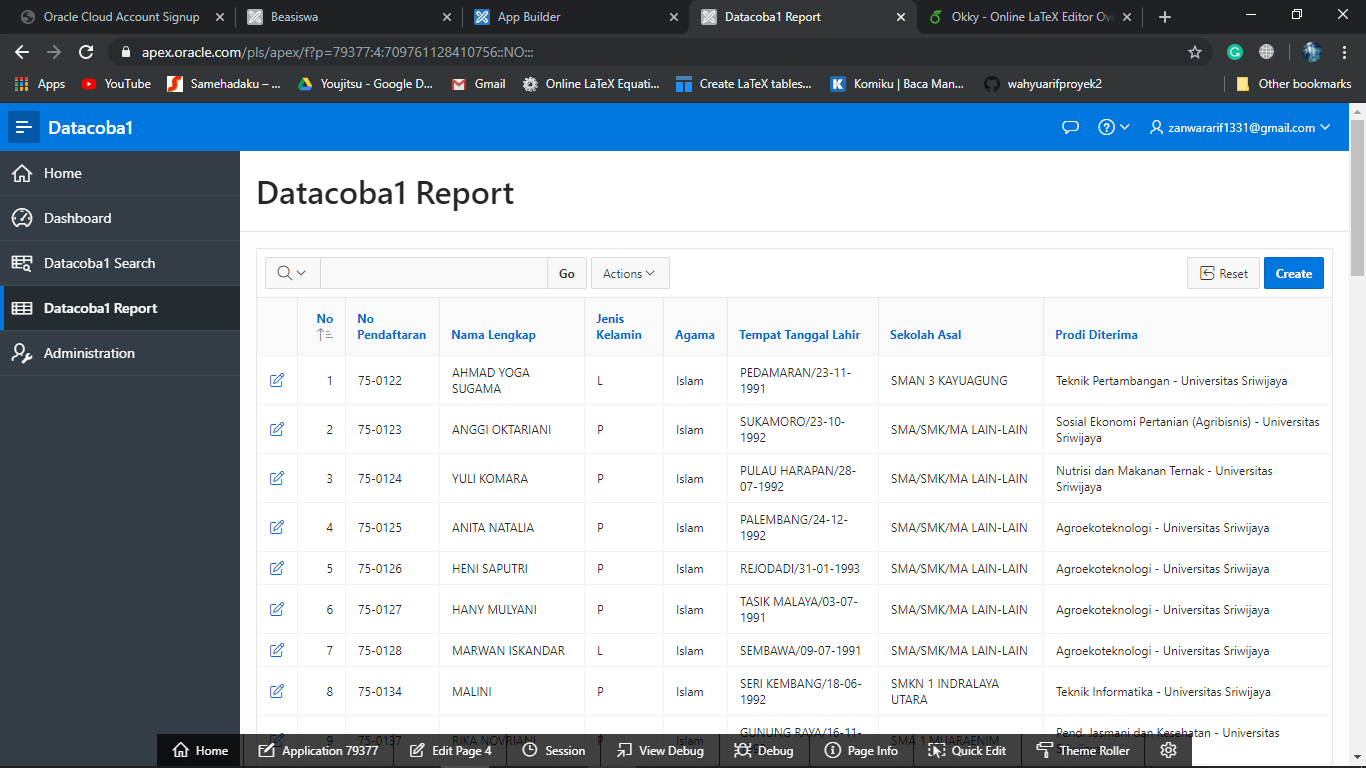 Oracle Cloud Account Signup
Beasiswa
App Builder
Datacoba1 Report
Okky - Online LaTeX Editor Ove
apex.oracle.com/pls/apex/f?p=79377:4:709761128410756::NO:::
Apps
YouTube
Samehadaku – ...
Youjitsu - Google D...
Gmail
Online LaTeX Equati...
Create LaTeX tables...
Komiku | Baca Man...
wahyuarifproyek2
Other bookmarks
Datacoba1
zanwararif1331@gmail.com
Home
Dashboard
Datacoba1 Search
Datacoba1 Report
Administration
Datacoba1 Report
Go
Actions
Reset
Create
No
No
Pendaftaran
Nama Lengkap
Jenis
Kelamin
Agama
Tempat Tanggal Lahir
Sekolah Asal
Prodi Diterima
1
75-0122
AHMAD YOGA
SUGAMA
L
Islam
PEDAMARAN/23-11-
1991
SMAN 3 KAYUAGUNG
Teknik Pertambangan - Universitas Sriwijaya
2
75-0123
ANGGI OKTARIANI
P
Islam
SUKAMORO/23-10-
1992
SMA/SMK/MA LAIN-LAIN
Sosial Ekonomi Pertanian (Agribisnis) - Universitas
Sriwijaya
3
75-0124
YULI KOMARA
P
Islam
PULAU HARAPAN/28-
07-1992
SMA/SMK/MA LAIN-LAIN
Nutrisi dan Makanan Ternak - Universitas
Sriwijaya
4
75-0125
ANITA NATALIA
P
Islam
PALEMBANG/24-12-
1992
SMA/SMK/MA LAIN-LAIN
Agroekoteknologi - Universitas Sriwijaya
5
75-0126
HENI SAPUTRI
P
Islam
REJODADI/31-01-1993
SMA/SMK/MA LAIN-LAIN
Agroekoteknologi - Universitas Sriwijaya
6
75-0127
HANY MULYANI
P
Islam
TASIK MALAYA/03-07-
1991
SMA/SMK/MA LAIN-LAIN
Agroekoteknologi - Universitas Sriwijaya
7
75-0128
MARWAN ISKANDAR
L
Islam
SEMBAWA/09-07-1991
SMA/SMK/MA LAIN-LAIN
Agroekoteknologi - Universitas Sriwijaya
8
75-0134
MALINI
P
Islam
SERI KEMBANG/18-06-
1992
SMKN 1 INDRALAYA
UTARA
Teknik Informatika - Universitas Sriwijaya
9
75-0137
RIKA NOVRIANI
GUNUNG RAYA/16-11-
SMA 1 MUARAENIM
Pend. Jasmani dan Kesehatan - Universitas
Home
Application 79377
Edit Page 4
Session
View Debug
Debug
Page Info
Quick Edit
Theme Roller